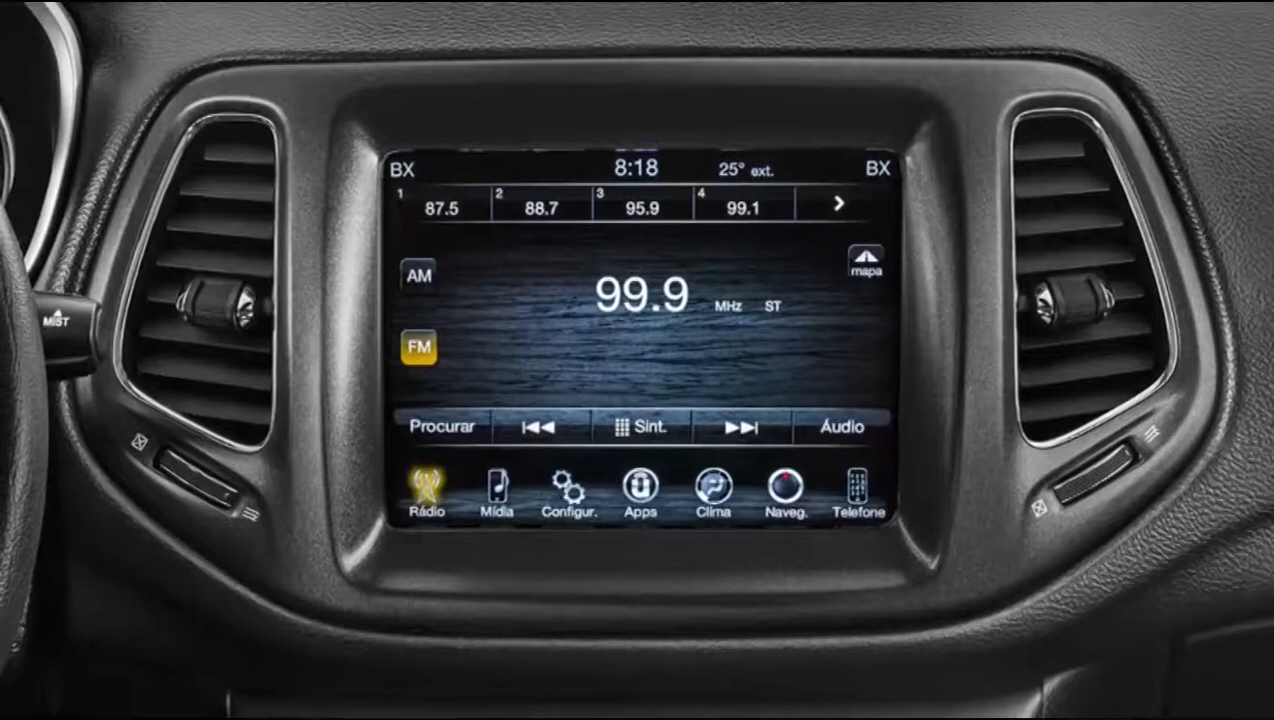 BX 8:18 25° ext. BX
1 87.5 2 88.7 3 95.9 4 99.1
AM
mapa
99.9 MHz ST
FM
MIST
Procurar Sint. Áudio
Rádio Mídia Configur. Apps Clima Naveg. Telefone